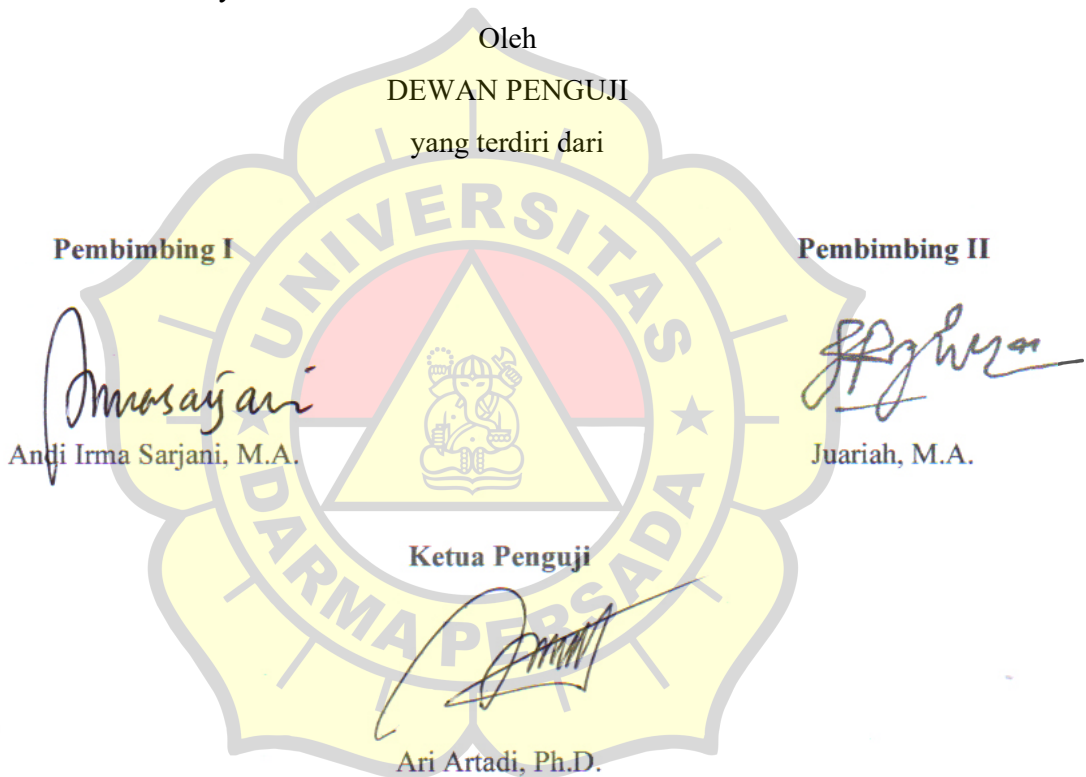 Oleh
DEWAN PENGUJI
yang terdiri dari
UNIVERSITAS
DARMA PERSADA
Pembimbing I
Pembimbing II
Andi Irma Sarjani, M.A.
Juariah, M.A.
Ketua Penguji
Ari Artadi, Ph.D.